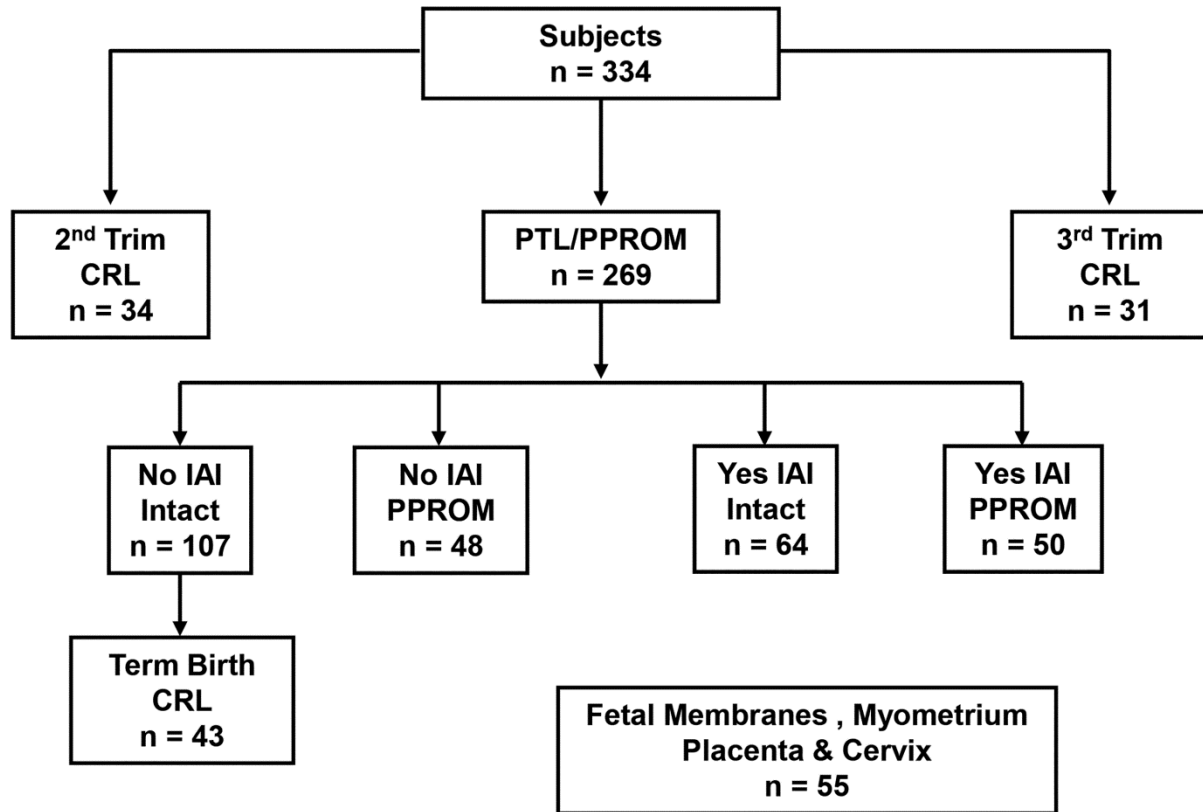 Subjects
n = 334
2nd Trim
CRL
n = 34
PTL/PPROM
n = 269
3rd Trim
CRL
n = 31
No IAI
Intact
n = 107
No IAI
PPROM
n = 48
Yes IAI
Intact
n = 64
Yes IAI
PPROM
n = 50
Term Birth
CRL
n = 43
Fetal Membranes , Myometrium
Placenta & Cervix
n = 55